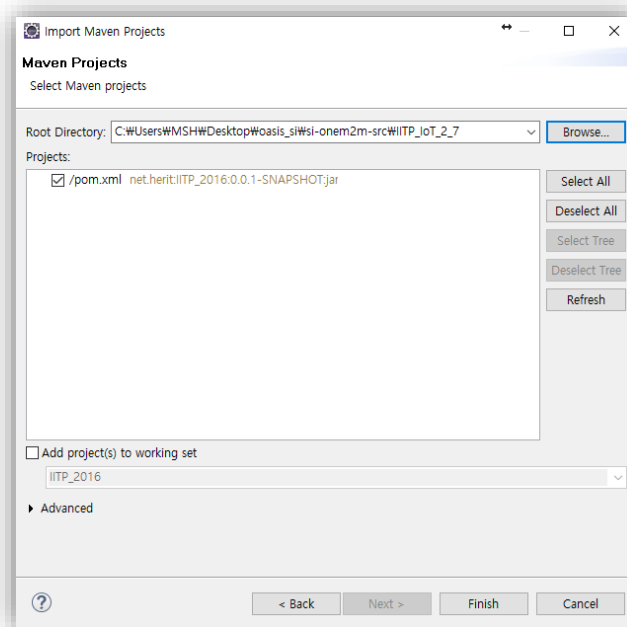 Import Maven Projects
Maven Projects
Select Maven projects
Root Directory: C:₩Users₩MSH₩Desktop₩oasis_si₩si-onem2m-src₩IITP_IoT_2_7 Browse...
Projects:
/pom.xml net.herit:IITP_2016:0.0.1-SNAPSHOT:jar
Select All
Deselect All
Select Tree
Deselect Tree
Refresh
Add project(s) to working set
IITP_2016
Advanced
? < Back Next > Finish Cancel